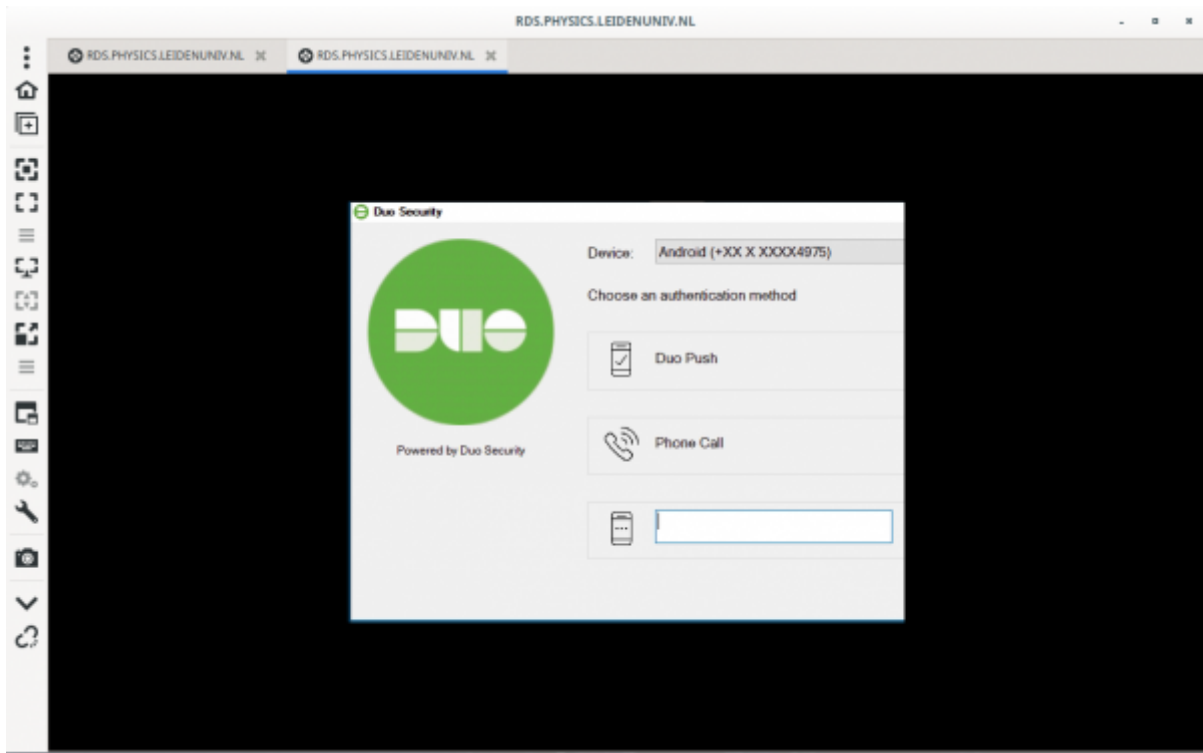 RDS.PHYSICS.LEIDENUNIV.NL
RDS.PHYSICS.LEIDENUNIV.NL
RDS.PHYSICS.LEIDENUNIV.NL
Duo Security
Device: Android (+XX X XXXX4975)
Choose an authentication method
DUO
Duo Push
Phone Call
Powered by Duo Security